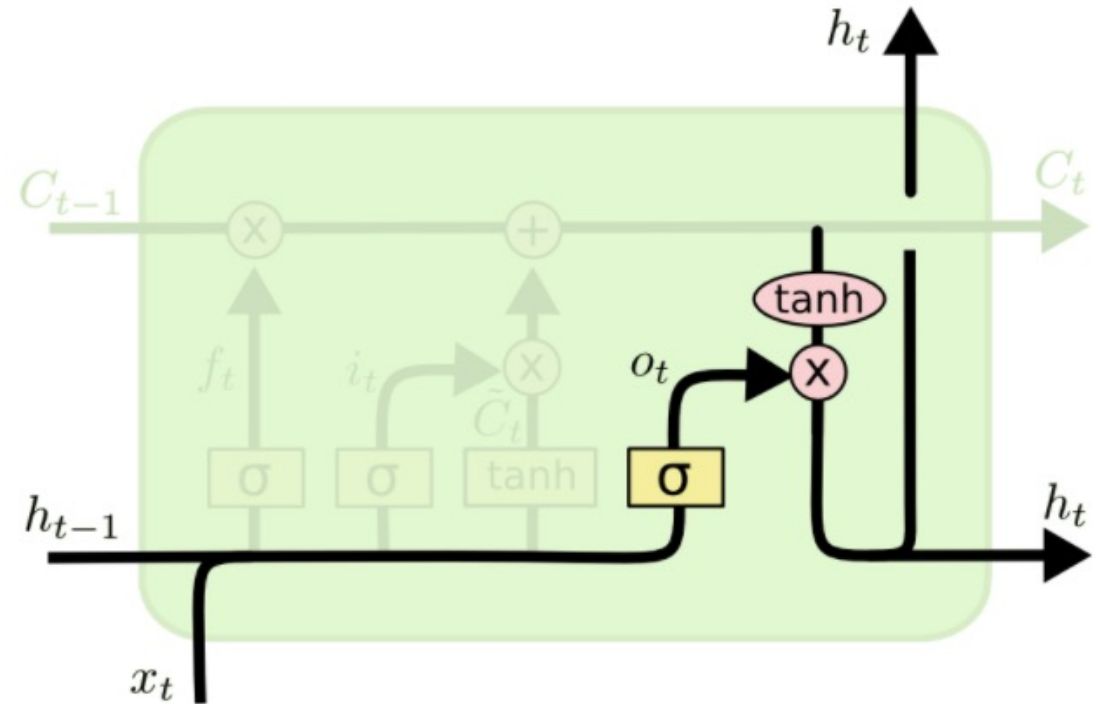 h_t
C_{t-1}
C_t
x
+
tanh
f_t
i_t
x
o_t
x
C̃_t
σ
σ
tanh
σ
h_{t-1}
h_t
x_t